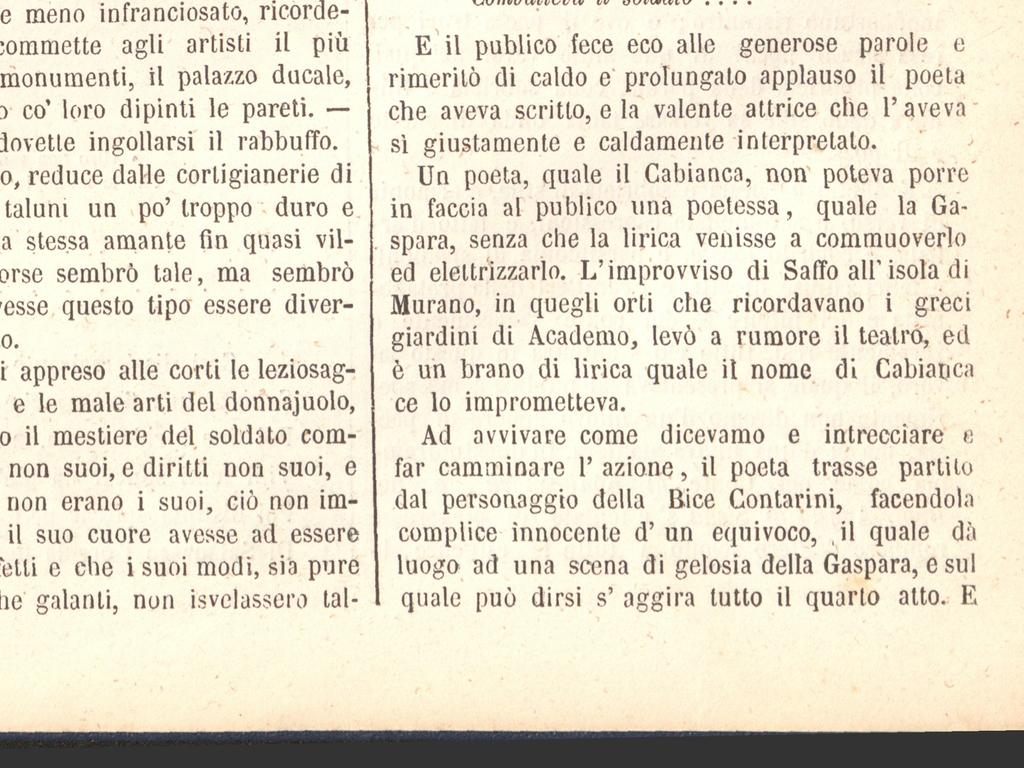 e meno infranciosato, ricorde-
commette agli artisti il più
monumenti, il palazzo ducale,
co' loro dipinti le pareti. —
dovette ingollarsi il rabbuffo.
o, reduce dalle cortigianerie di
taluni un po' troppo duro e
a stessa amante fin quasi vil-
orse sembrò tale, ma sembrò
vesse questo tipo essere diver-
o.
i appreso alle corti le leziosag-
e le male arti del donnajuolo,
o il mestiere del soldato com-
non suoi, e diritti non suoi, e
non erano i suoi, ciò non im-
il suo cuore avesse ad essere
fetti e che i suoi modi, sia pure
he galanti, non isvelassero tal-
Combatteva il soldato ....
E il publico fece eco alle generose parole e
rimeritò di caldo e prolungato applauso il poeta
che aveva scritto, e la valente attrice che l'aveva
sì giustamente e caldamente interpretato.
Un poeta, quale il Cabianca, non poteva porre
in faccia al publico una poetessa, quale la Ga-
spara, senza che la lirica venisse a commuoverlo
ed elettrizzarlo. L'improvviso di Saffo all'isola di
Murano, in quegli orti che ricordavano i greci
giardini di Academo, levò a rumore il teatro, ed
è un brano di lirica quale il nome di Cabianca
ce lo imprometteva.
Ad avvivare come dicevamo e intrecciare e
far camminare l'azione, il poeta trasse partito
dal personaggio della Bice Contarini, facendola
complice innocente d'un equivoco, il quale dà
luogo ad una scena di gelosia della Gaspara, e sul
quale può dirsi s'aggira tutto il quarto atto. E